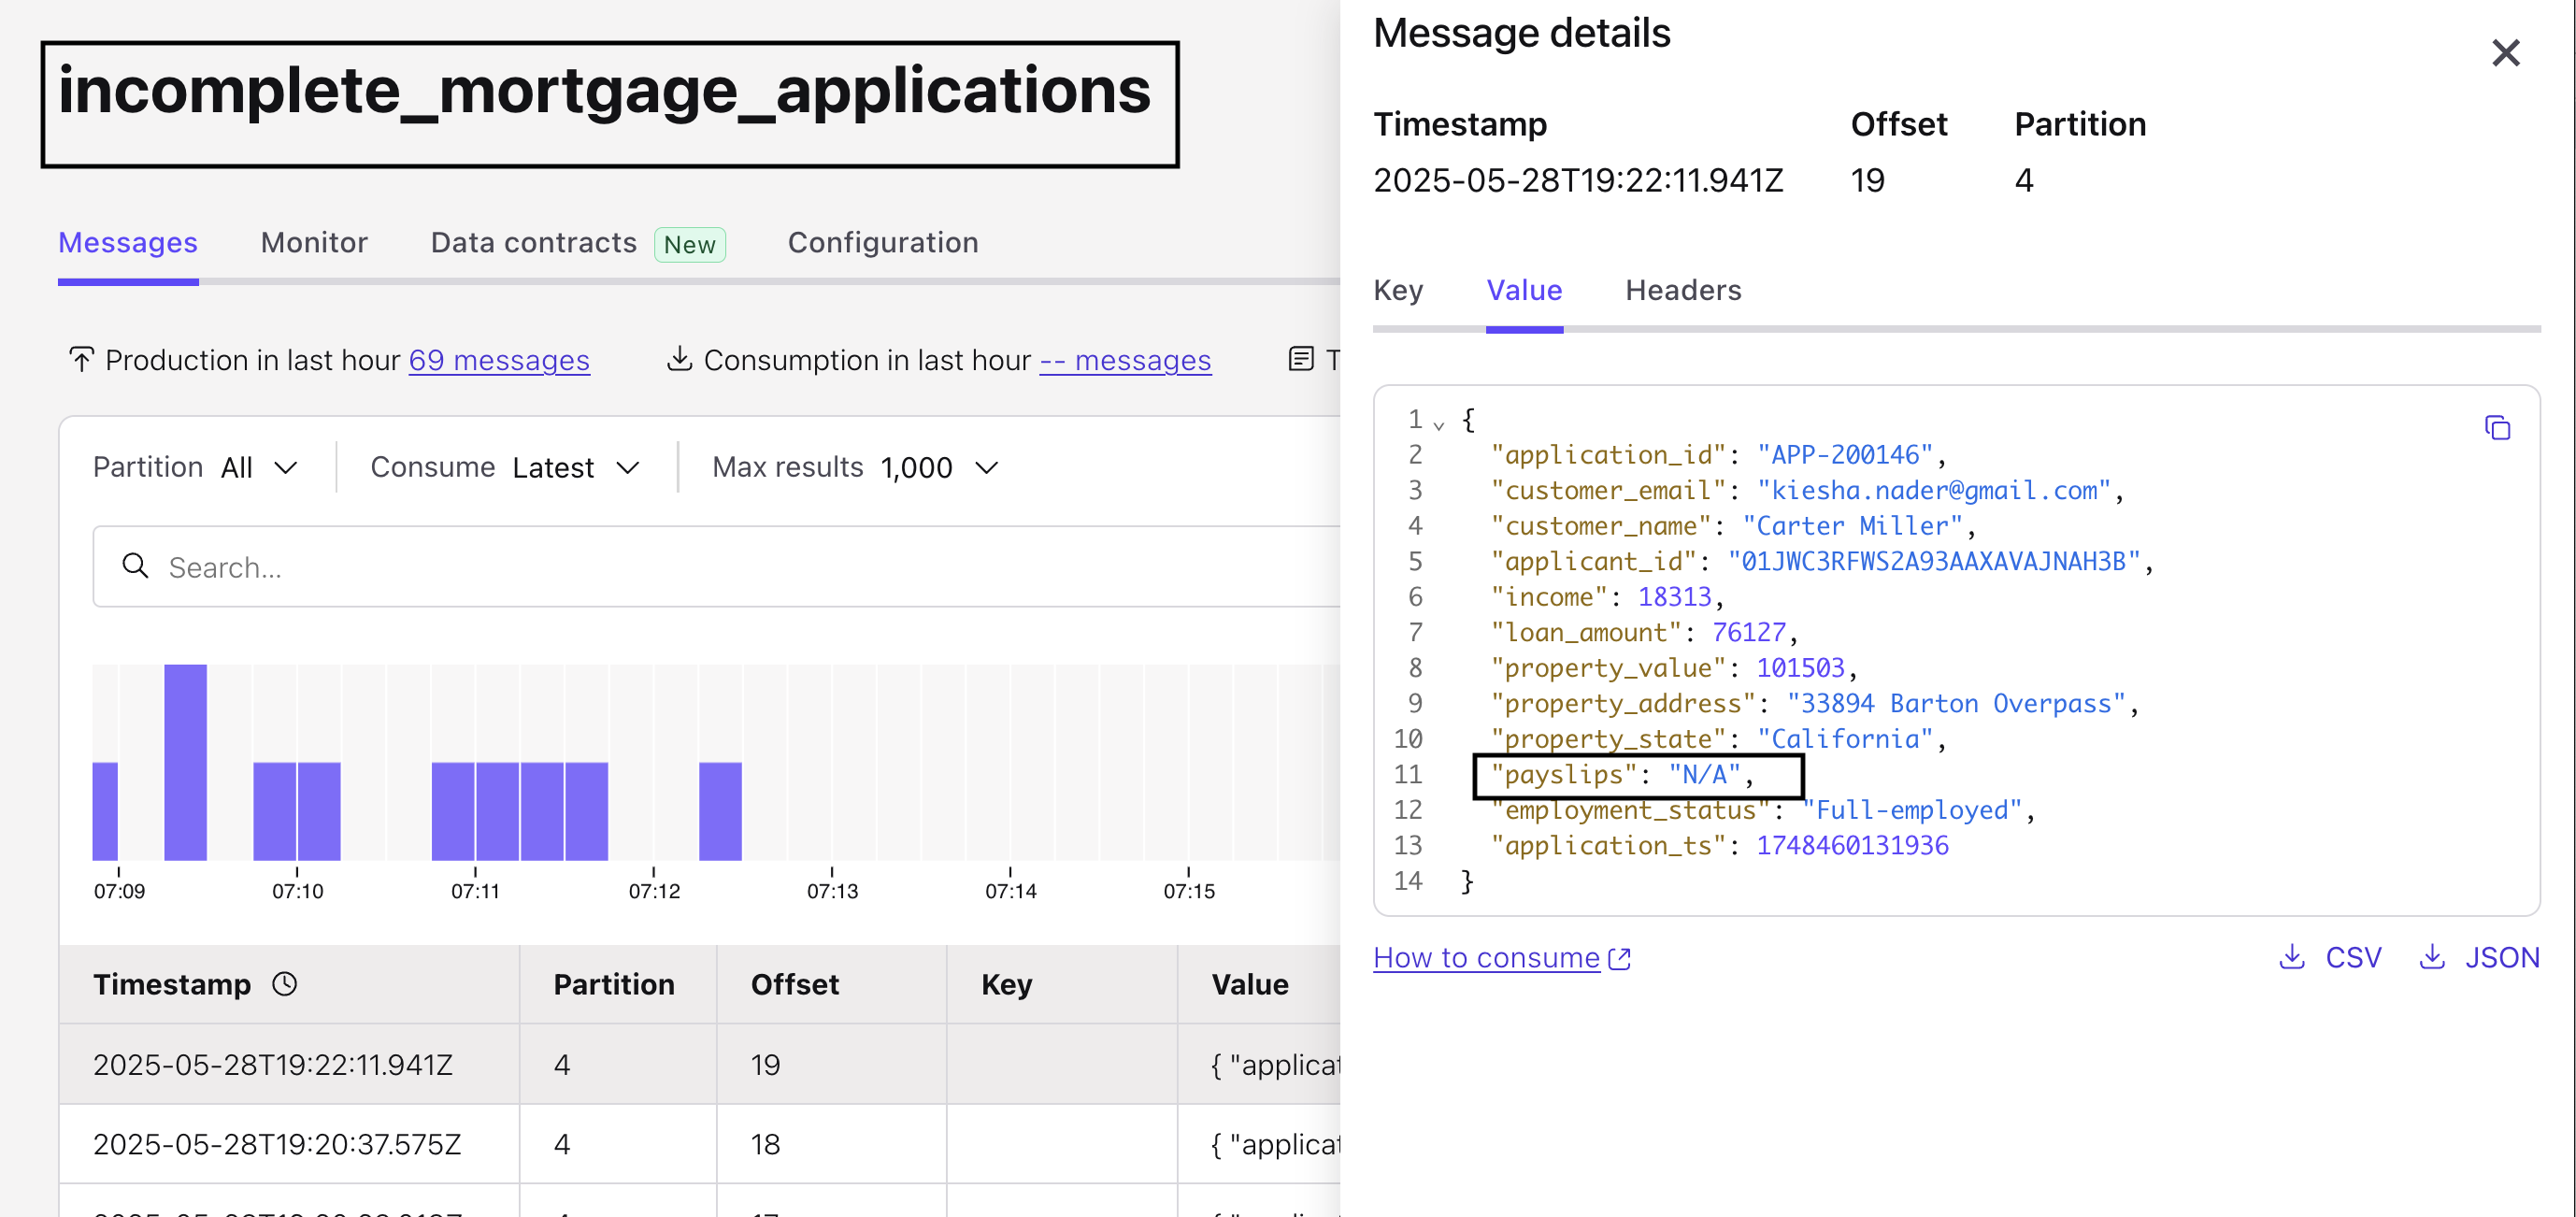 incomplete_mortgage_applications
Messages Monitor Data contracts New Configuration
Production in last hour 69 messages Consumption in last hour -- messages T
Partition All Consume Latest Max results 1,000
Search...
07:09 07:10 07:11 07:12 07:13 07:14 07:15
Timestamp Partition Offset Key Value
2025-05-28T19:22:11.941Z 4 19 { "applicat
2025-05-28T19:20:37.575Z 4 18 { "applicat
Message details
Timestamp Offset Partition
2025-05-28T19:22:11.941Z 19 4
Key Value Headers
1 {
2 "application_id": "APP-200146",
3 "customer_email": "kiesha.nader@gmail.com",
4 "customer_name": "Carter Miller",
5 "applicant_id": "01JWC3RFWS2A93AAXAVAJNAH3B",
6 "income": 18313,
7 "loan_amount": 76127,
8 "property_value": 101503,
9 "property_address": "33894 Barton Overpass",
10 "property_state": "California",
11 "payslips": "N/A",
12 "employment_status": "Full-employed",
13 "application_ts": 1748460131936
14 }
How to consume CSV JSON